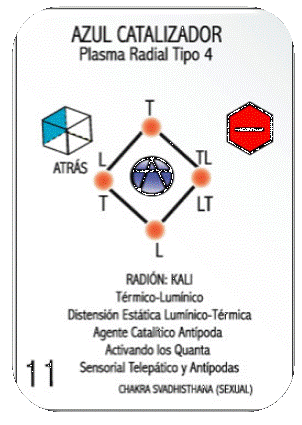 AZUL CATALIZADOR
Plasma Radial Tipo 4
T
ATRÁS
L
TL
T
LT
L
RADIÓN: KALI
Térmico-Lumínico
Distensión Estática Lumínico-Térmica
Agente Catalítico Antípoda
Activando los Quanta
Sensorial Telepático y Antípodas
11
CHAKRA SVADHISTHANA (SEXUAL)